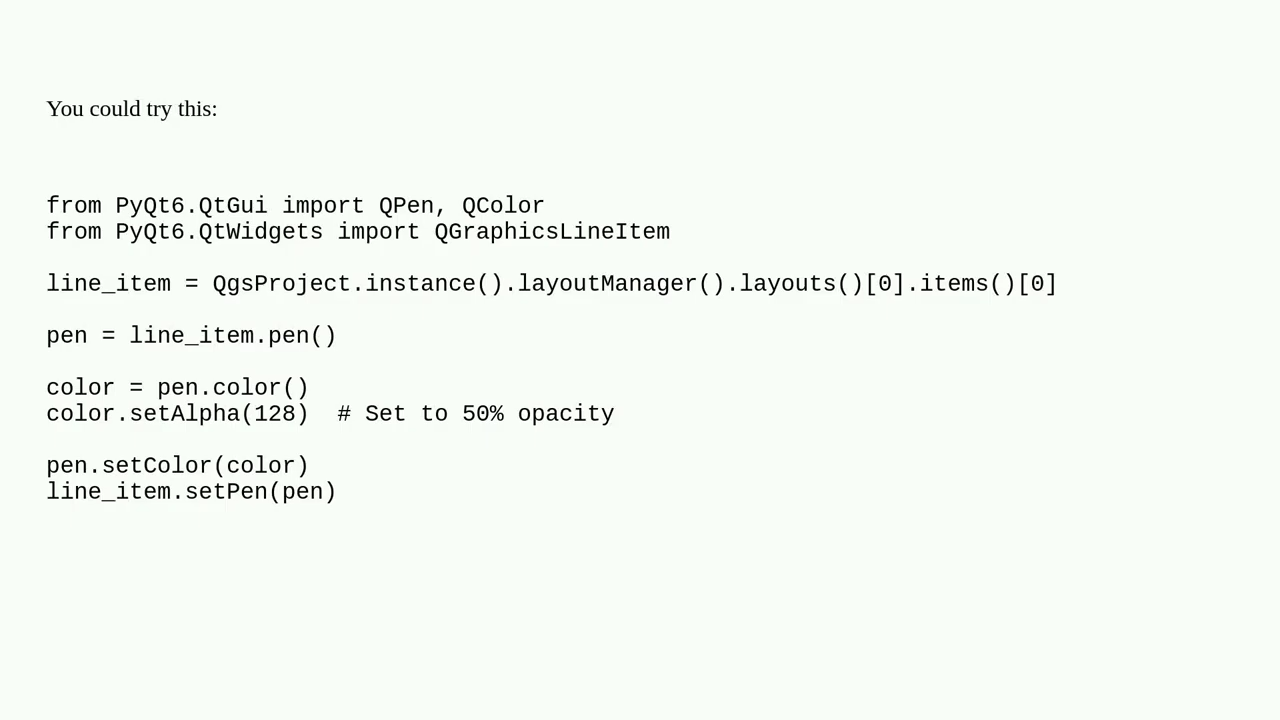 You could try this:
from PyQt6.QtGui import QPen, QColor
from PyQt6.QtWidgets import QGraphicsLineItem
line_item = QgsProject.instance().layoutManager().layouts()[0].items()[0]
pen = line_item.pen()
color = pen.color()
color.setAlpha(128)  # Set to 50% opacity
pen.setColor(color)
line_item.setPen(pen)